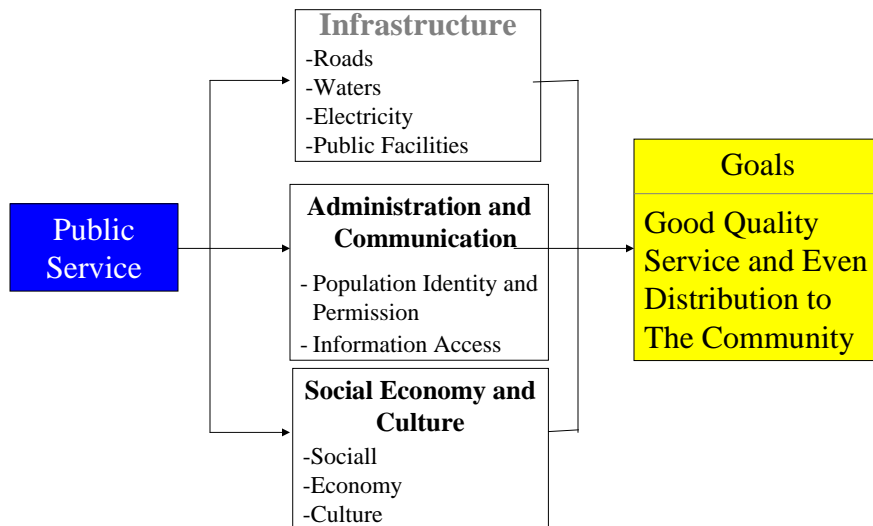 Infrastructure
-Roads
-Waters
-Electricity
-Public Facilities
Public
Service
Administration and
Communication
- Population Identity and
Permission
- Information Access
Social Economy and
Culture
-Sociall
-Economy
-Culture
Goals
Good Quality
Service and Even
Distribution to
The Community